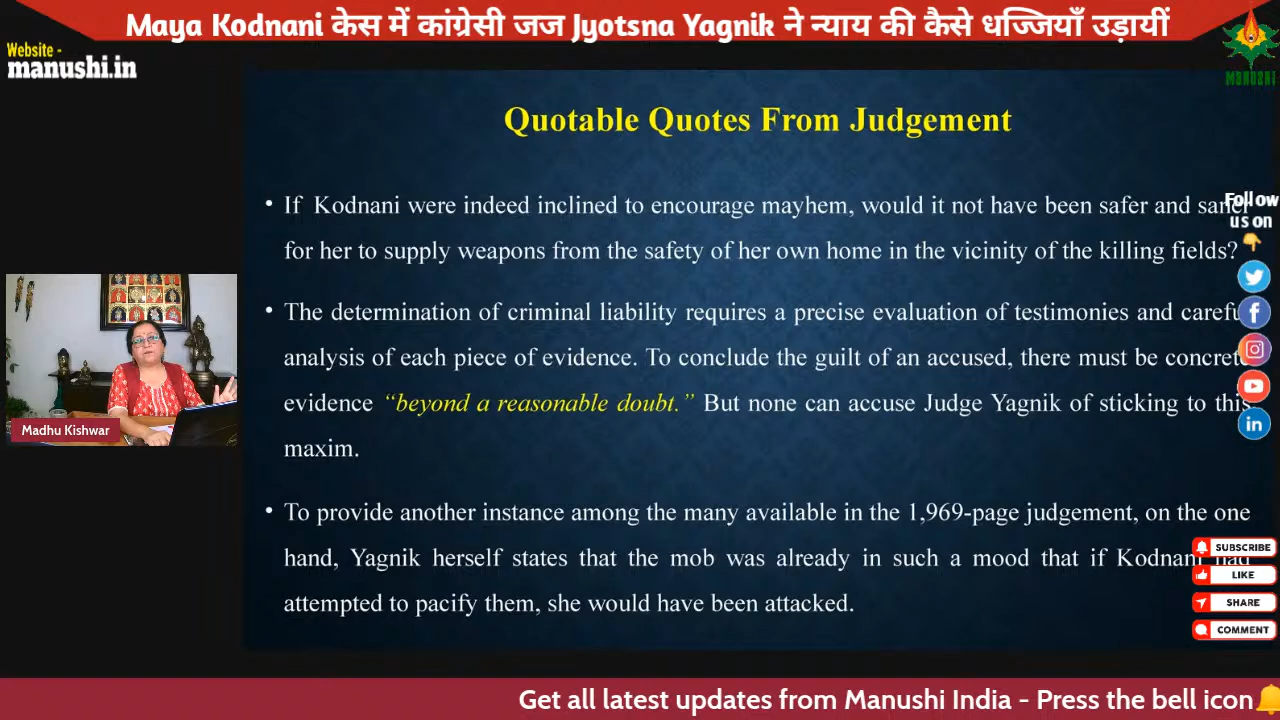 Maya Kodnani केस में कांग्रेसी जज Jyotsna Yagnik ने न्याय की कैसे धज्जियाँ उड़ायीं
Website -
manushi.in
MANUSHI
Quotable Quotes From Judgement
• If Kodnani were indeed inclined to encourage mayhem, would it not have been safer and saner
for her to supply weapons from the safety of her own home in the vicinity of the killing fields?
• The determination of criminal liability requires a precise evaluation of testimonies and careful
analysis of each piece of evidence. To conclude the guilt of an accused, there must be concrete
evidence “beyond a reasonable doubt.” But none can accuse Judge Yagnik of sticking to this
maxim.
• To provide another instance among the many available in the 1,969-page judgement, on the one
hand, Yagnik herself states that the mob was already in such a mood that if Kodnani had
attempted to pacify them, she would have been attacked.
Follow
us on
Madhu Kishwar
SUBSCRIBE
LIKE
SHARE
COMMENT
Get all latest updates from Manushi India - Press the bell icon